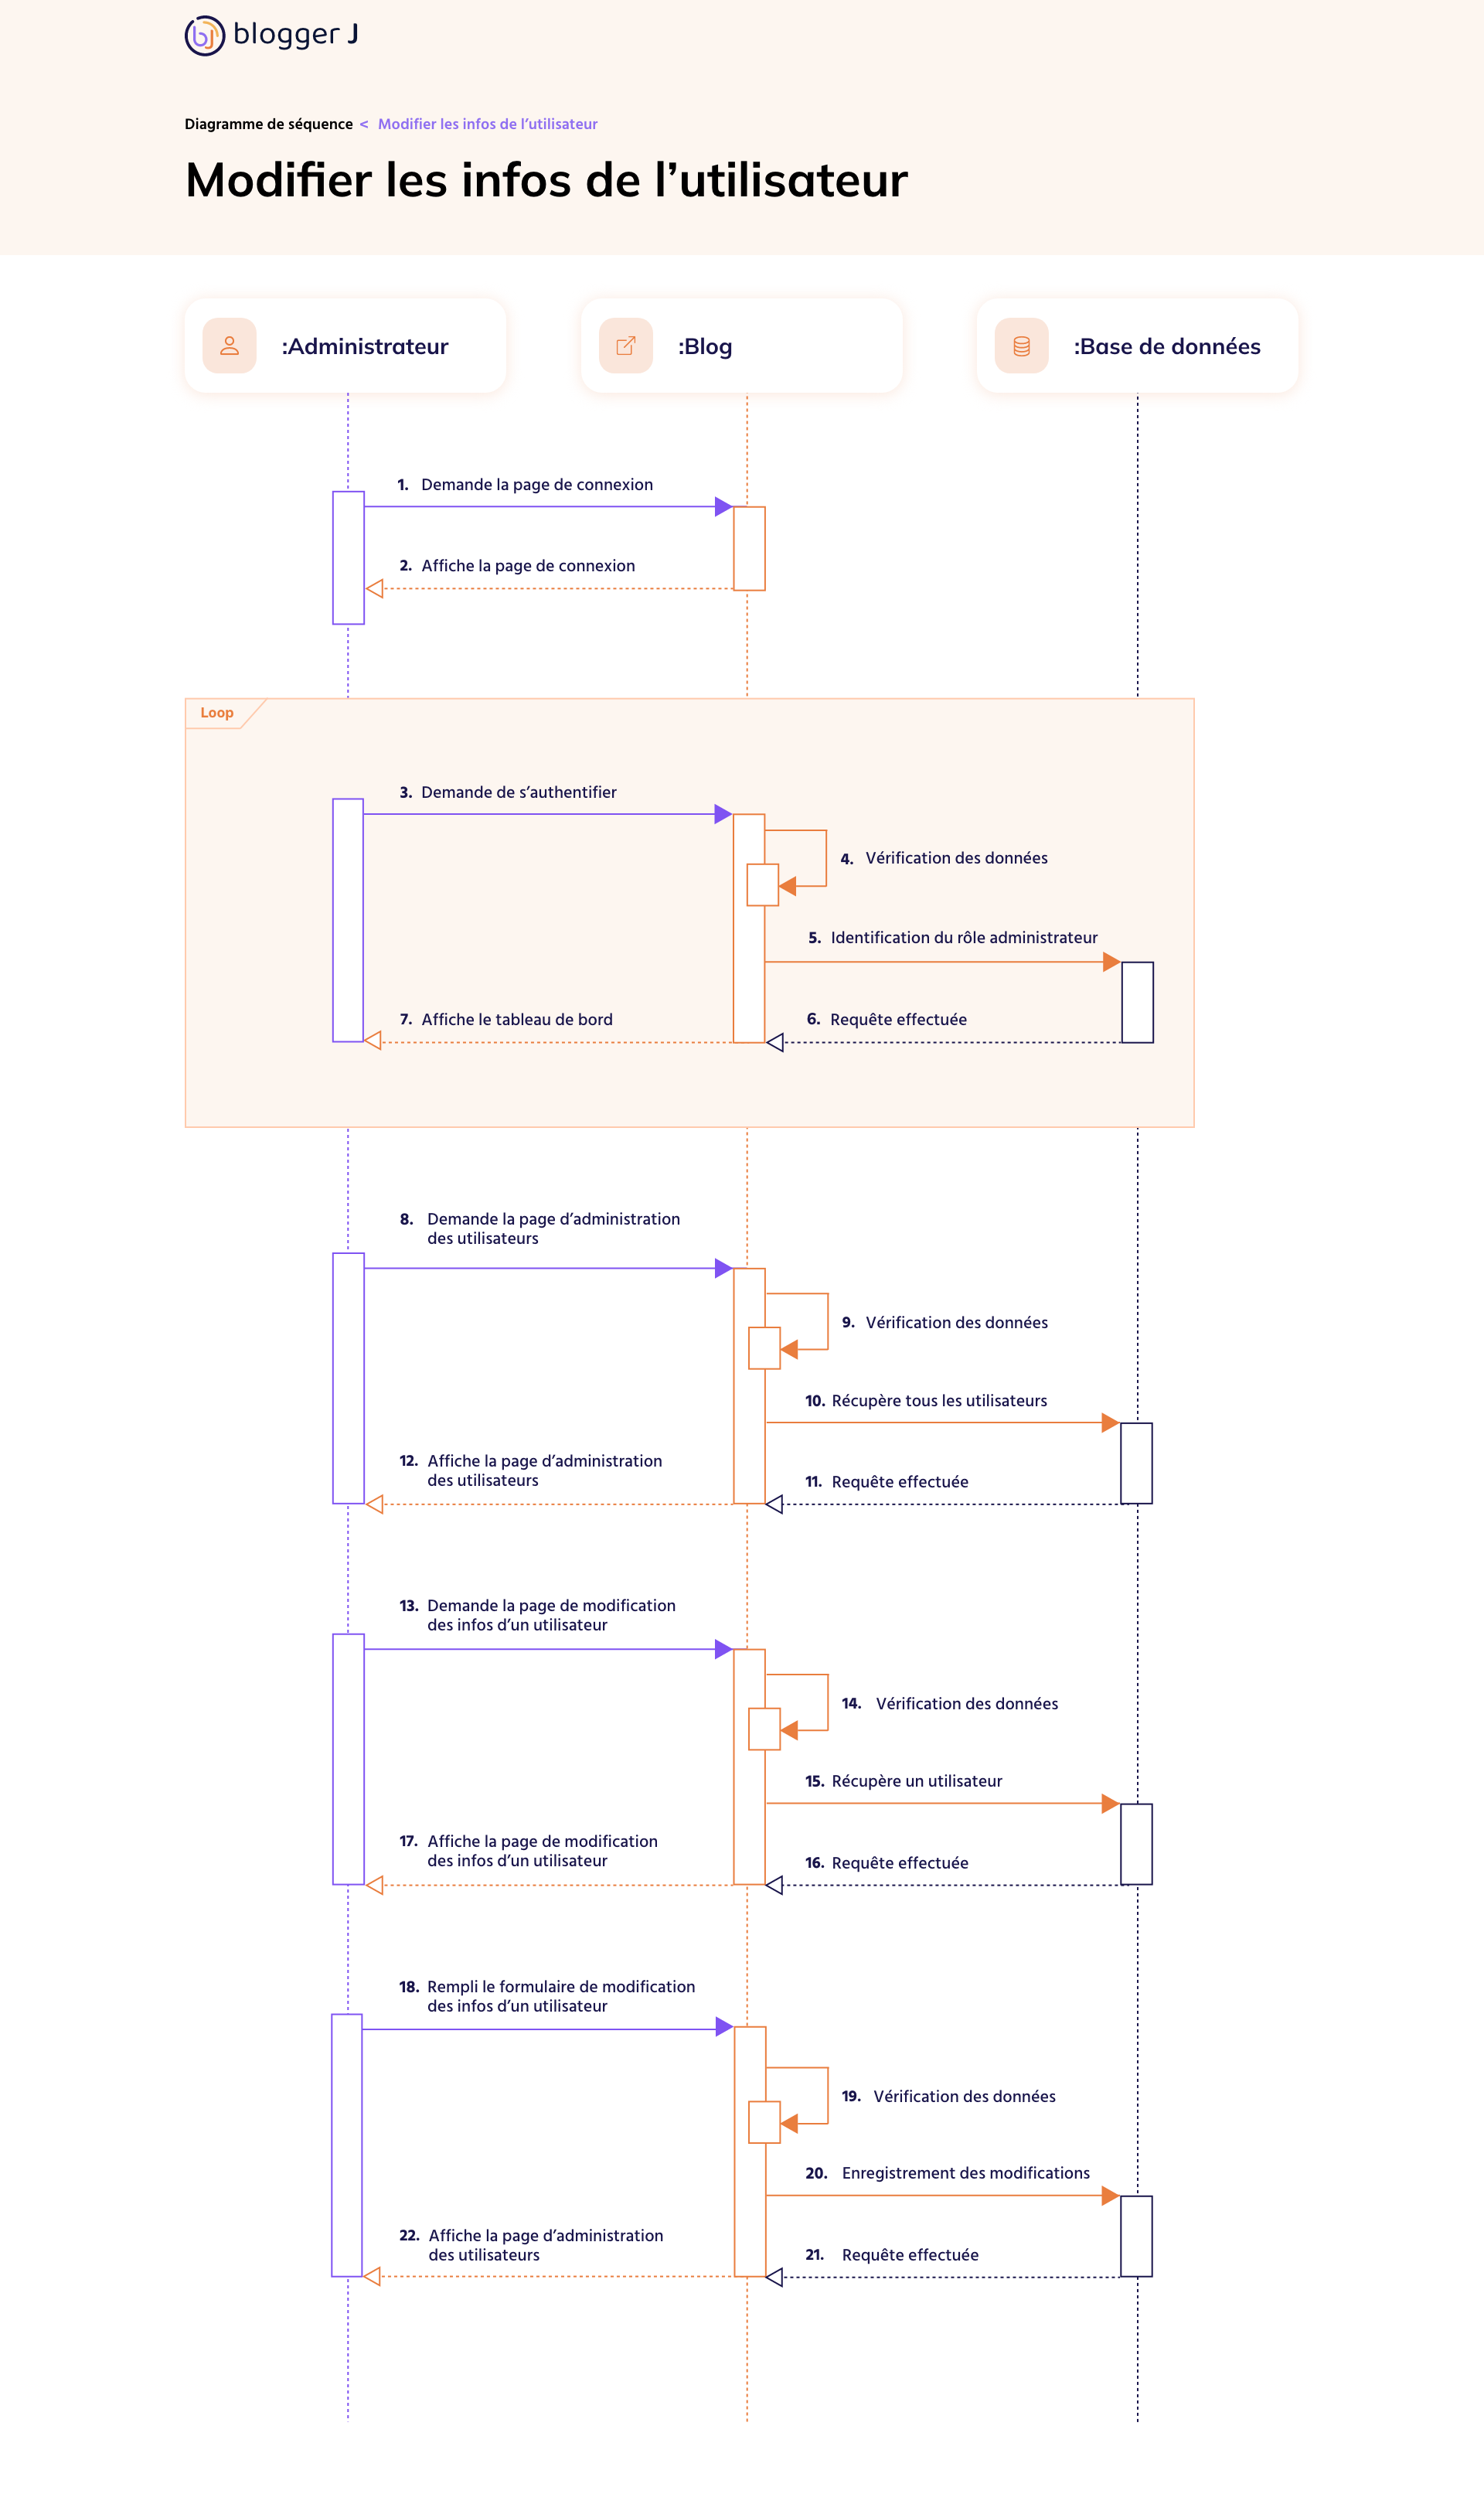 bj blogger J
Diagramme de séquence < Modifier les infos de l’utilisateur
Modifier les infos de l’utilisateur
:Administrateur
:Blog
:Base de données
1. Demande la page de connexion
2. Affiche la page de connexion
Loop
3. Demande de s’authentifier
4. Vérification des données
5. Identification du rôle administrateur
7. Affiche le tableau de bord
6. Requête effectuée
8. Demande la page d’administration
des utilisateurs
9. Vérification des données
10. Récupère tous les utilisateurs
12. Affiche la page d’administration
des utilisateurs
11. Requête effectuée
13. Demande la page de modification
des infos d’un utilisateur
14. Vérification des données
15. Récupère un utilisateur
17. Affiche la page de modification
des infos d’un utilisateur
16. Requête effectuée
18. Rempli le formulaire de modification
des infos d’un utilisateur
19. Vérification des données
20. Enregistrement des modifications
22. Affiche la page d’administration
des utilisateurs
21. Requête effectuée